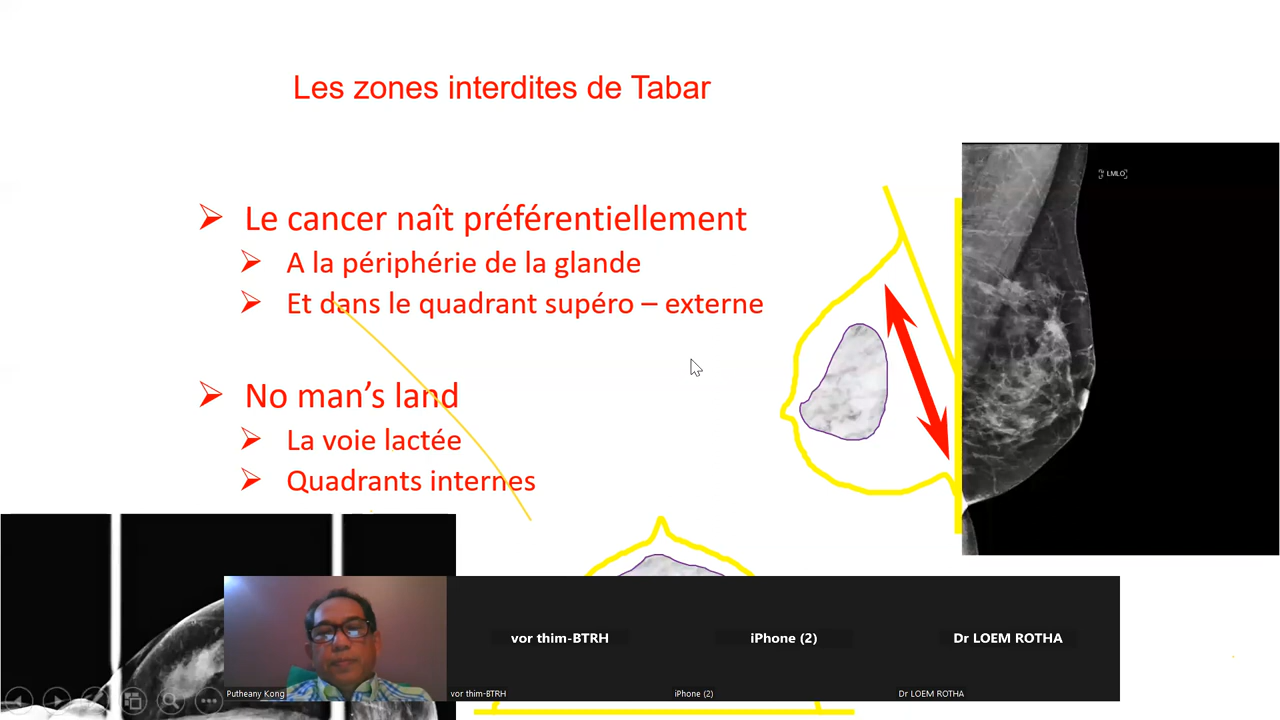 Les zones interdites de Tabar
Le cancer naît préférentiellement
A la périphérie de la glande
Et dans le quadrant supéro – externe
No man’s land
La voie lactée
Quadrants internes
LMLO
vor thim-BTRH
iPhone (2)
Dr LOEM ROTHA
Putheany Kong
vor thim-BTRH
iPhone (2)
Dr LOEM ROTHA